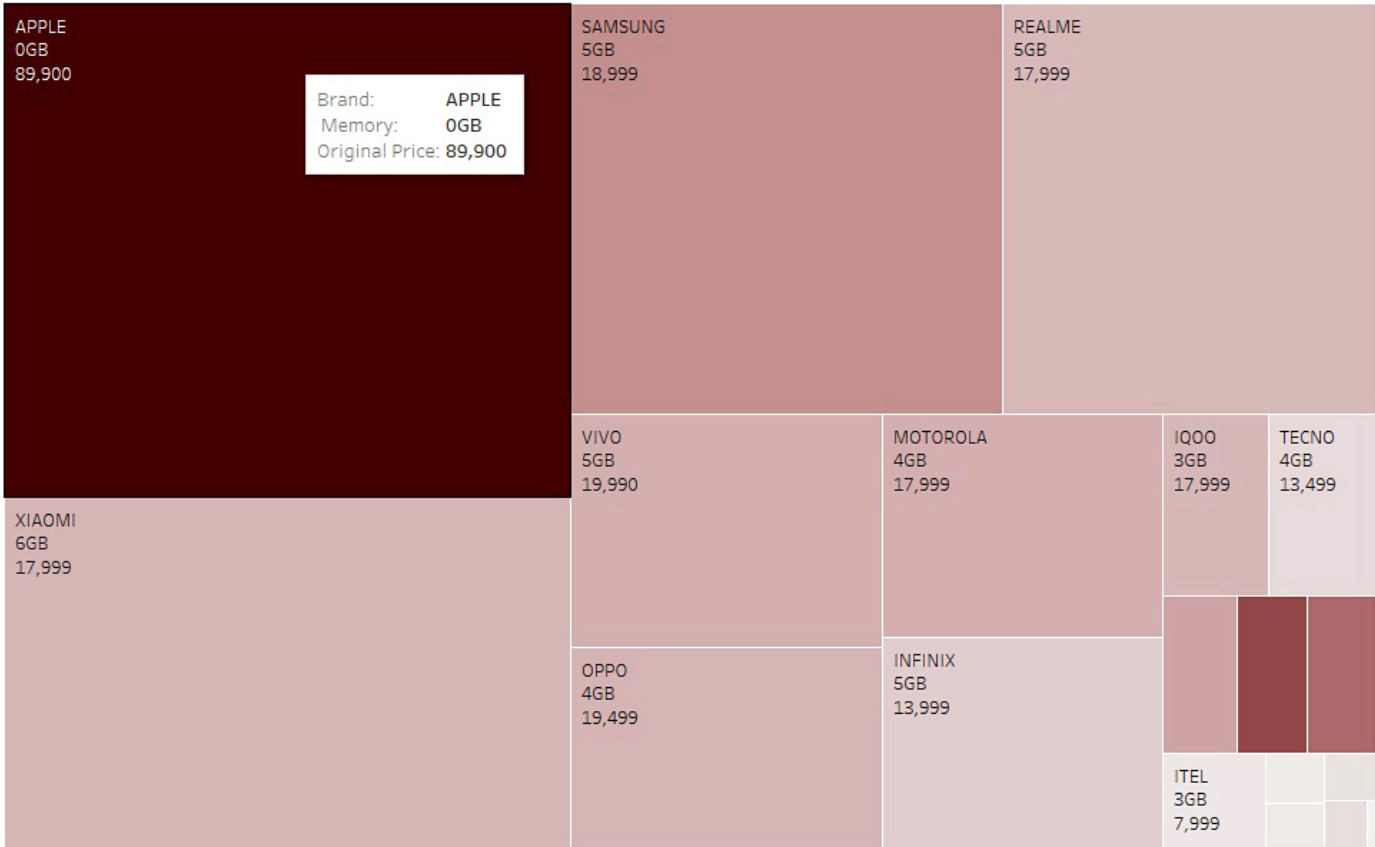 APPLE
0GB
89,900
Brand: APPLE
Memory: 0GB
Original Price: 89,900
SAMSUNG
5GB
18,999
REALME
5GB
17,999
XIAOMI
6GB
17,999
VIVO
5GB
19,990
MOTOROLA
4GB
17,999
IQOO
3GB
17,999
TECNO
4GB
13,499
OPPO
4GB
19,499
INFINIX
5GB
13,999
ITEL
3GB
7,999